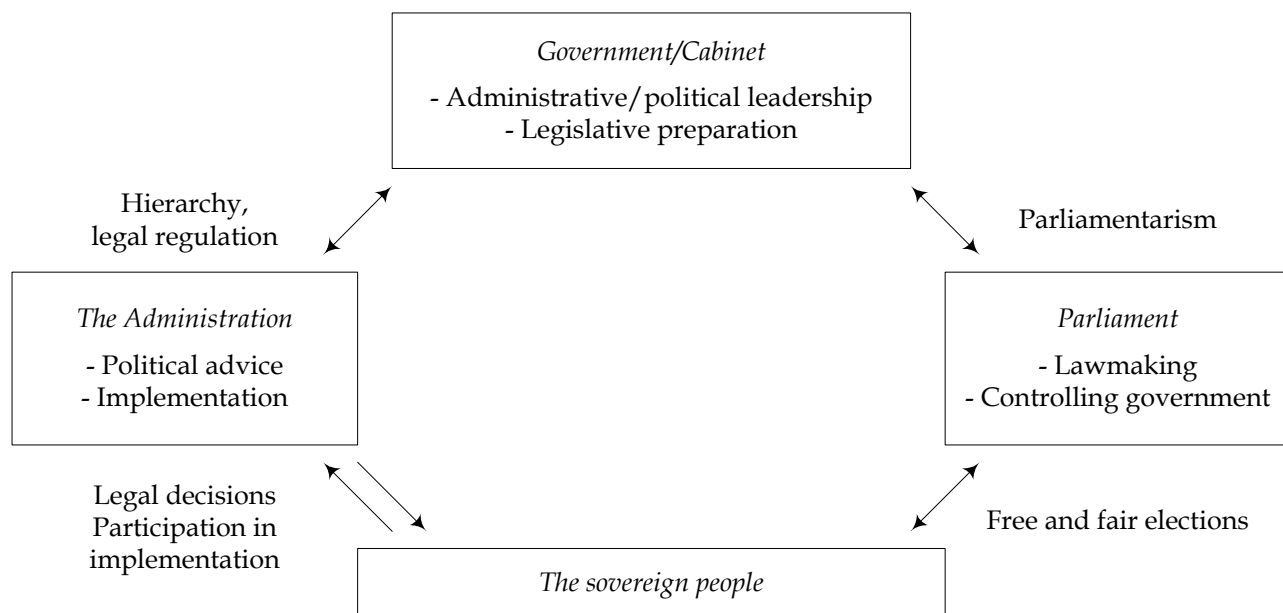 Government/Cabinet
- Administrative/political leadership
- Legislative preparation
Hierarchy,
legal regulation
Parliamentarism
The Administration
- Political advice
- Implementation
Parliament
- Lawmaking
- Controlling government
Legal decisions
Participation in
implementation
Free and fair elections
The sovereign people